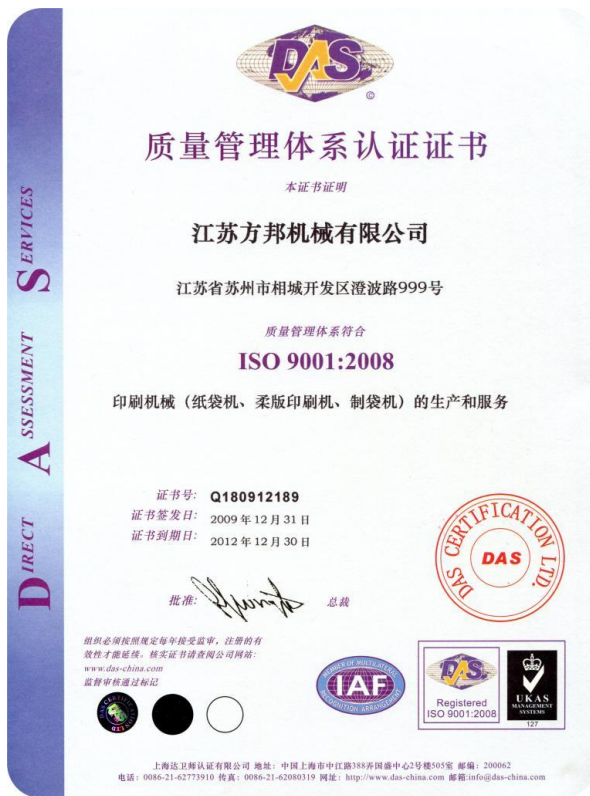 DAS
©
质量管理体系认证证书
本证书证明
江苏方邦机械有限公司
江苏省苏州市相城开发区澄波路999号
质量管理体系符合
ISO 9001:2008
印刷机械（纸袋机、柔版印刷机、制袋机）的生产和服务
证书号: Q180912189
证书签发日: 2009 年 12 月 31 日
证书到期日: 2012 年 12 月 30 日
批准:
总裁
DAS CERTIFICATION LTD.
DAS
组织必须按照规定每年接受监审，注册的有
效性才能延续。核实证书请查阅公司网站:
www.das-china.com
监督审核通过标记
MEMBER OF MULTILATERAL
IAF
RECOGNITION ARRANGEMENT
DAS
Registered
ISO 9001:2008
UKAS
MANAGEMENT
SYSTEMS
127
上海达卫师认证有限公司 地址: 中国上海市中江路388弄国盛中心2号楼505室 邮编: 200062
电话: 0086-21-62773910 传真: 0086-21-62080319 网址: http://www.das-china.com 邮箱:info@das-china.com
DIRECT ASSESSMENT SERVICES